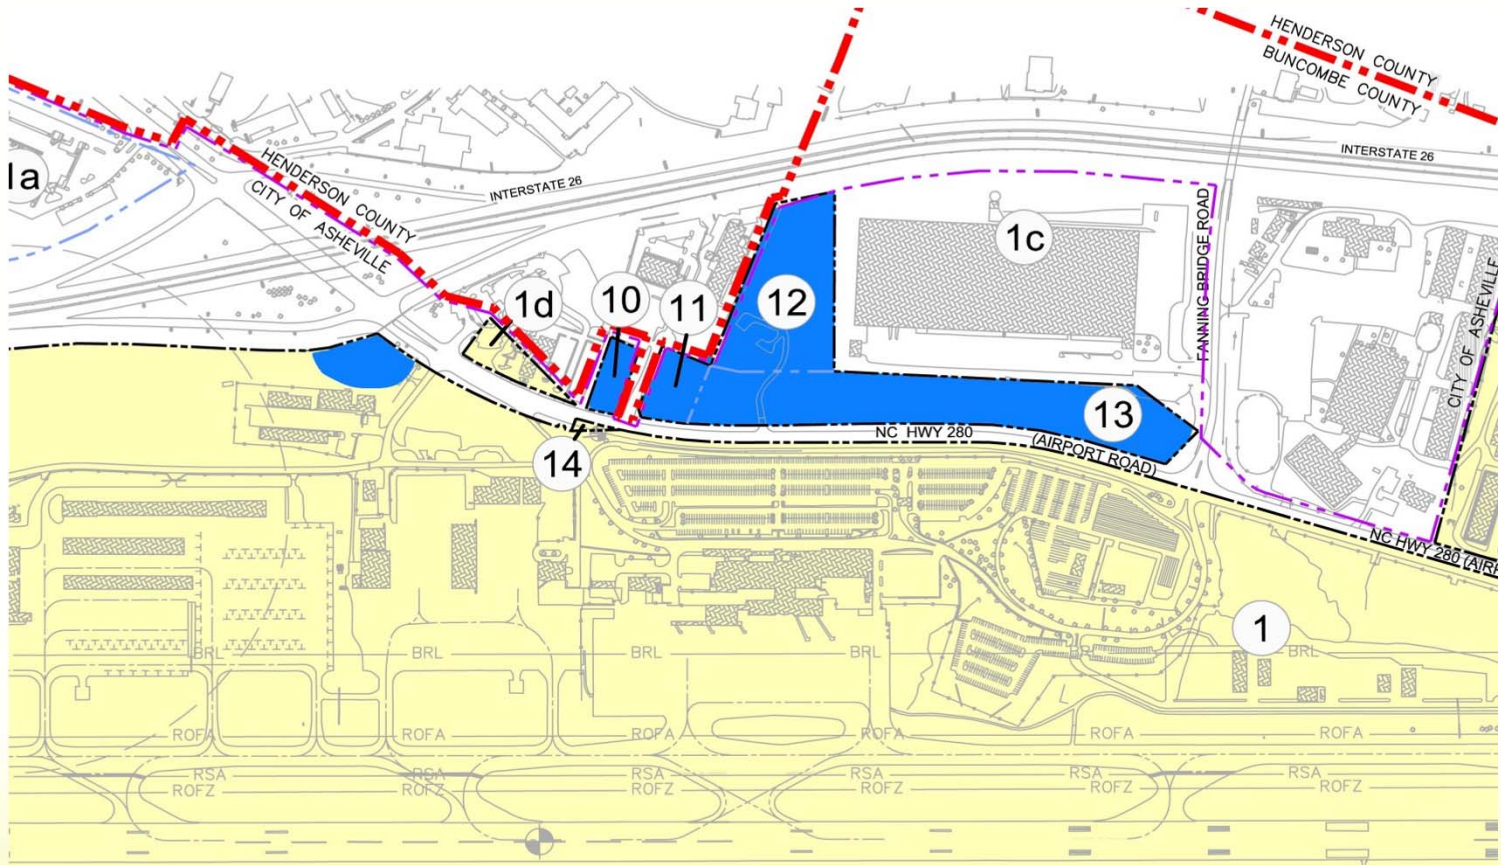 HENDERSON COUNTY
BUNCOMBE COUNTY
INTERSTATE 26
1a
HENDERSON COUNTY
CITY OF ASHEVILLE
INTERSTATE 26
FANNING BRIDGE ROAD
1c
CITY OF ASHEVILLE
1d
10
11
12
13
14
NC HWY 280
(AIRPORT ROAD)
NC HWY 280 (AIRP
1
BRL
BRL
BRL
BRL
BRL
ROFA
ROFA
ROFA
ROFA
ROFA
ROFA
RSA
RSA
RSA
RSA
RSA
RSA
ROFZ
ROFZ
ROFZ
ROFZ
ROFZ
ROFZ